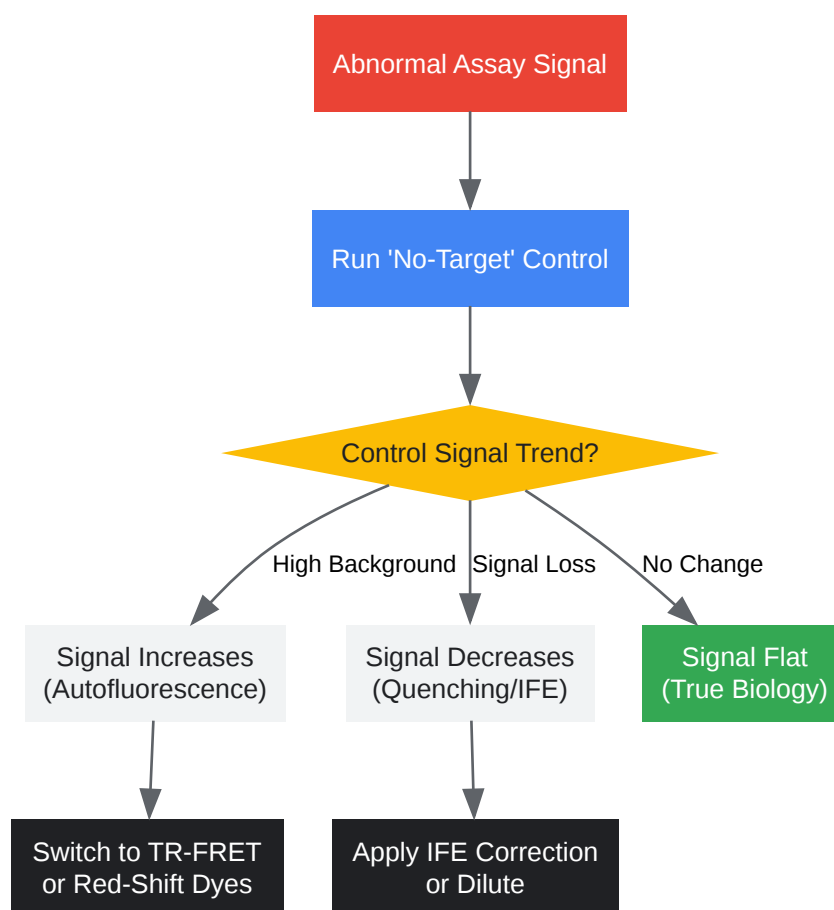 Abnormal Assay Signal
Run 'No-Target' Control
Control Signal Trend?
High Background
Signal Loss
No Change
Signal Increases
(Autofluorescence)
Signal Decreases
(Quenching/IFE)
Signal Flat
(True Biology)
Switch to TR-FRET
or Red-Shift Dyes
Apply IFE Correction
or Dilute